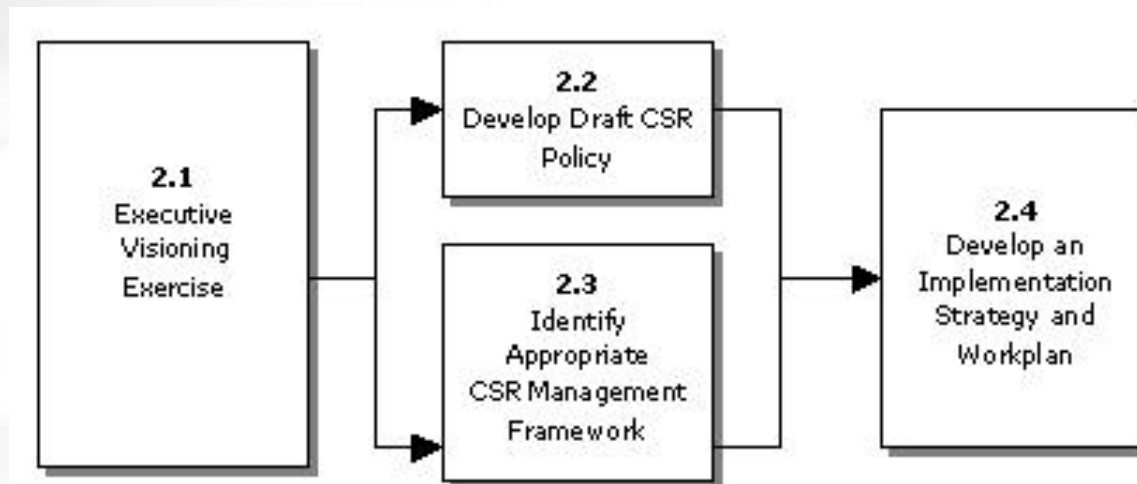 2.1
Executive
Visioning
Exercise
2.2
Develop Draft CSR
Policy
2.3
Identify
Appropriate
CSR Management
Framework
2.4
Develop an
Implementation
Strategy and
Workplan